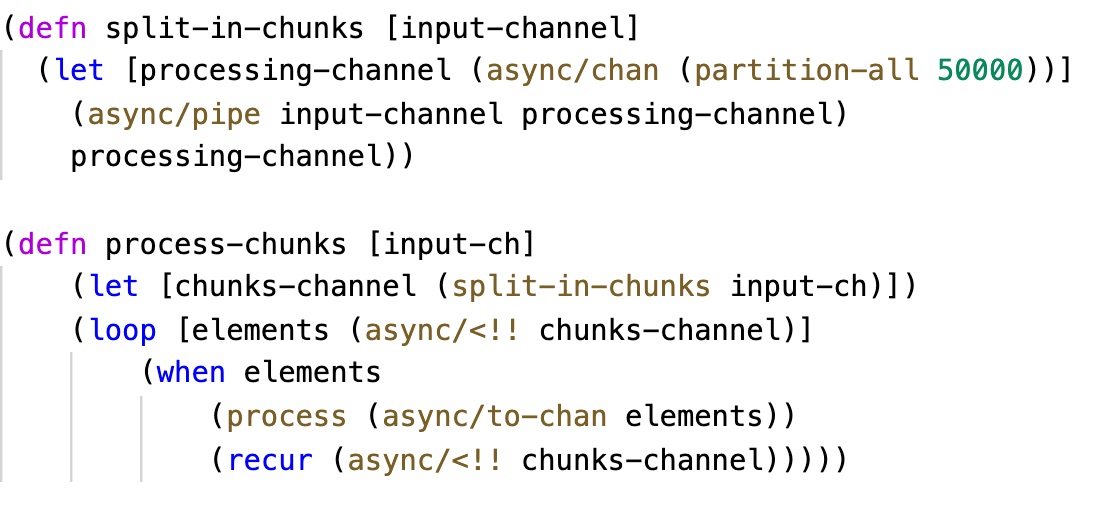 (defn split-in-chunks [input-channel]
  (let [processing-channel (async/chan (partition-all 50000))]
    (async/pipe input-channel processing-channel)
    processing-channel))

(defn process-chunks [input-ch]
    (let [chunks-channel (split-in-chunks input-ch)])
    (loop [elements (async/<!! chunks-channel)]
        (when elements
            (process (async/to-chan elements))
            (recur (async/<!! chunks-channel)))))